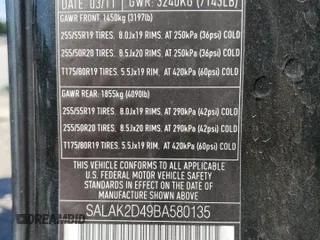 DATE: 03/11 GWR: 3240KG (7143LB)
GAWR FRONT: 1450kg (3197lb)
255/55R19 TIRES. 8.0Jx19 RIMS. AT 250kPa (36psi) COLD
255/50R20 TIRES. 8.5Jx20 RIMS. AT 250kPa (36psi) COLD
T175/80R19 TIRES. 5.5Jx19 RIM. AT 420kPa (60psi) COLD
GAWR REAR: 1855kg (4090lb)
255/55R19 TIRES. 8.0Jx19 RIMS. AT 290kPa (42psi) COLD
255/50R20 TIRES. 8.5Jx20 RIMS. AT 290kPa (42psi) COLD
T175/80R19 TIRES. 5.5Jx19 RIM. AT 420kPa (60psi) COLD
THIS VEHICLE CONFORMS TO ALL APPLICABLE
U.S. FEDERAL MOTOR VEHICLE SAFETY STANDARDS
IN EFFECT ON THE DATE OF MANUFACTURE
SHOWN ABOVE
SALAK2D49BA580135